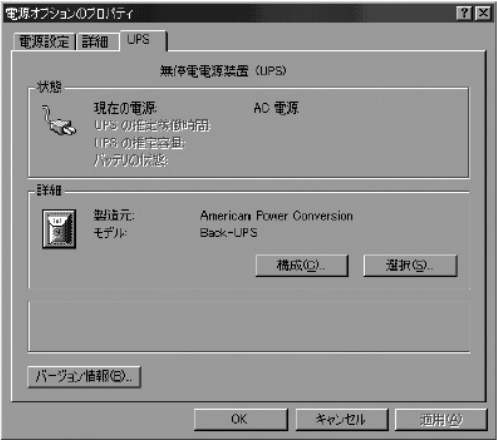 電源オプションのプロパティ
電源設定 詳細 UPS
無停電電源装置 (UPS)
状態
現在の電源: AC 電源
UPS の推定稼働時間:
UPS の推定容量:
バッテリの状態:
詳細
製造元: American Power Conversion
モデル: Back-UPS
構成(C)... 選択(S)...
バージョン情報(B)...
OK キャンセル 適用(A)